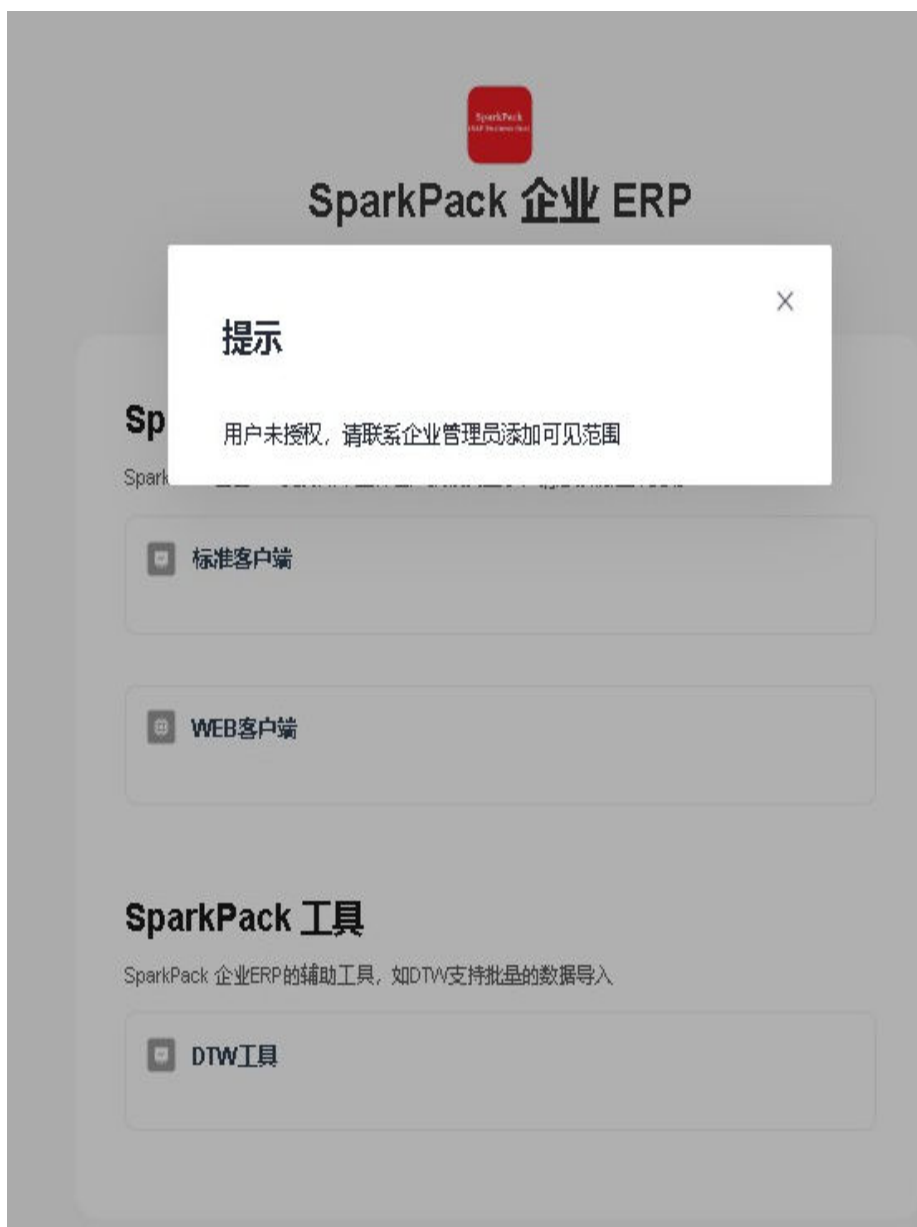 SparkPack
SparkPack 企业 ERP
提示
用户未授权，请联系企业管理员添加可见范围
Sp
Spark
标准客户端
WEB客户端
SparkPack 工具
SparkPack 企业ERP的辅助工具，如DTW支持批量的数据导入
DTW工具